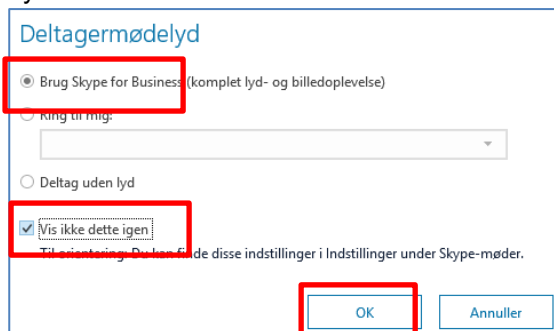 Deltagermødelyd
Brug Skype for Business (komplet lyd- og billedoplevelse)
Ring til mig:
Deltag uden lyd
Vis ikke dette igen
Til orientering: Du kan finde disse indstillinger i Indstillinger under Skype-møder.
OK
Annuller